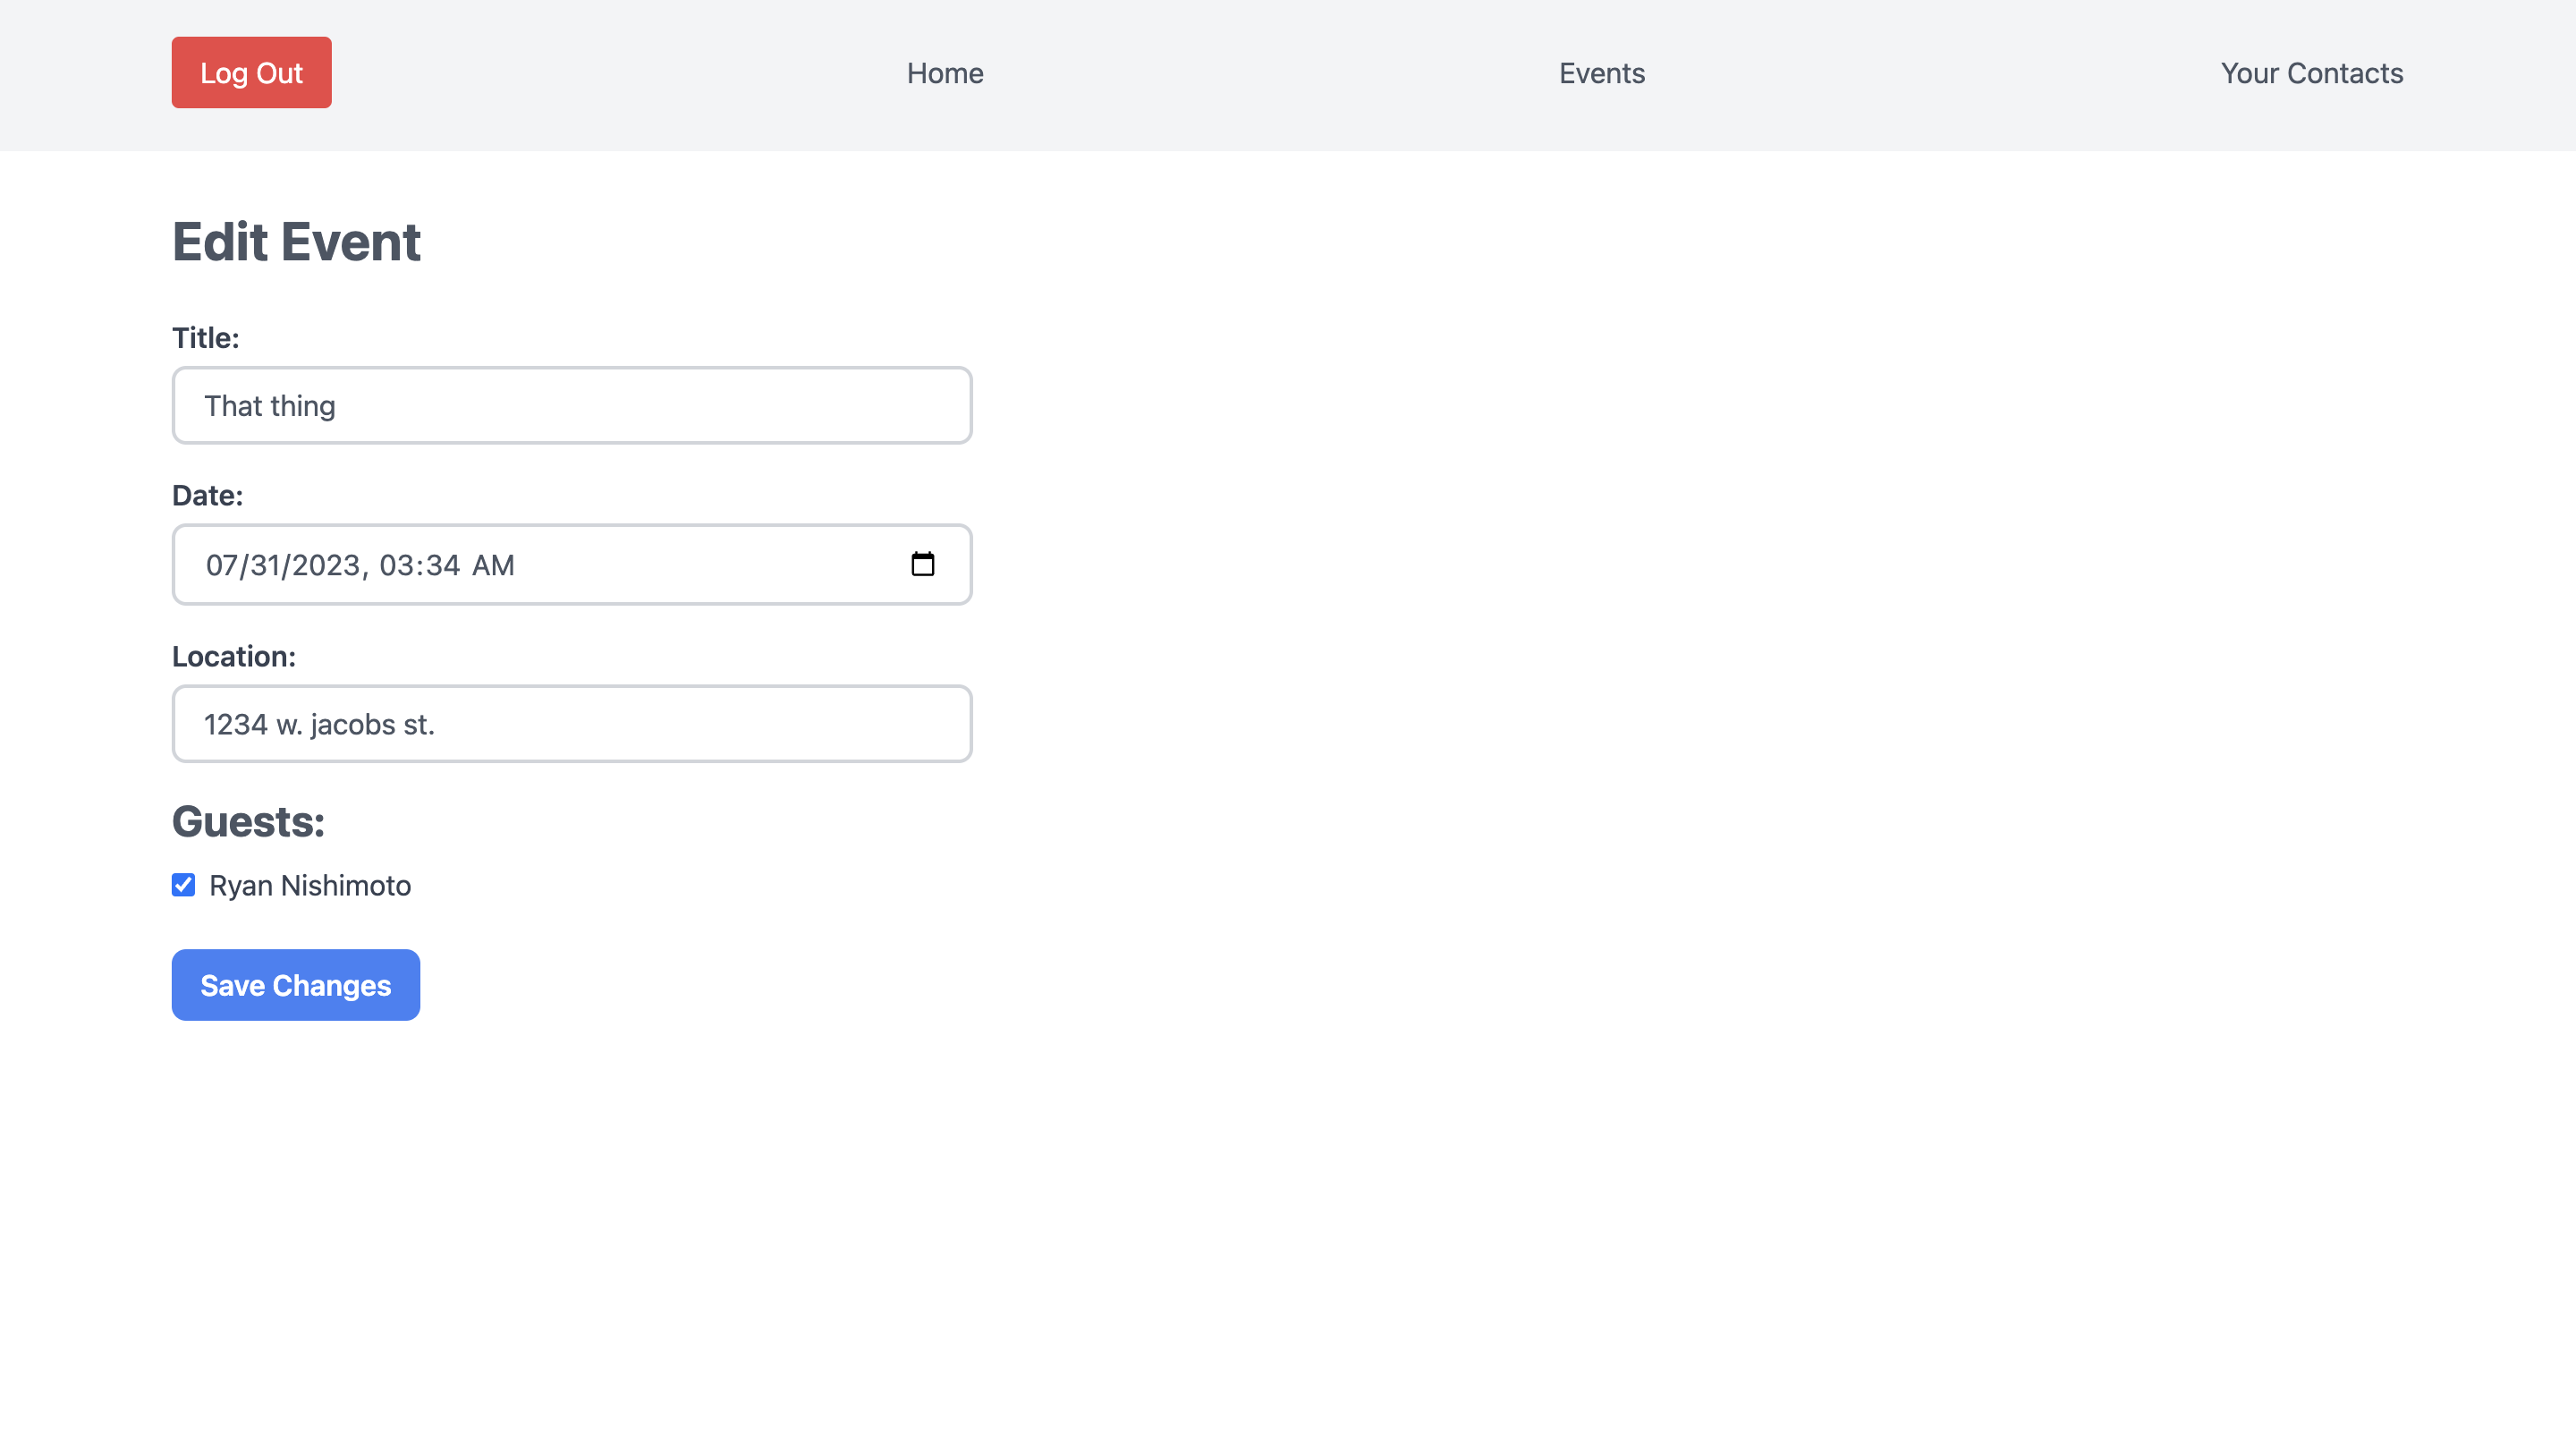 Log Out Home Events Your Contacts
Edit Event
Title:
That thing
Date:
07/31/2023, 03:34 AM
Location:
1234 w. jacobs st.
Guests:
Ryan Nishimoto
Save Changes